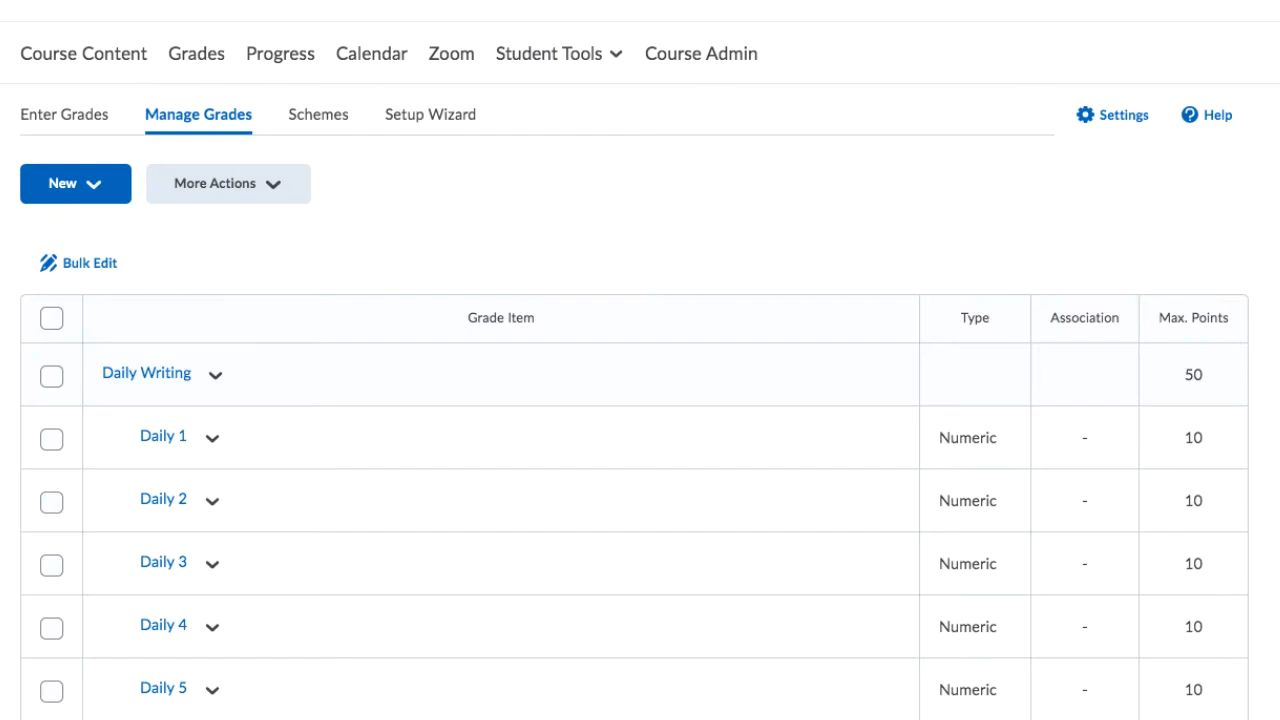 Course Content Grades Progress Calendar Zoom Student Tools Course Admin
Enter Grades Manage Grades Schemes Setup Wizard Settings Help
New More Actions
Bulk Edit
Grade Item Type Association Max. Points
Daily Writing 50
Daily 1 Numeric - 10
Daily 2 Numeric - 10
Daily 3 Numeric - 10
Daily 4 Numeric - 10
Daily 5 Numeric - 10